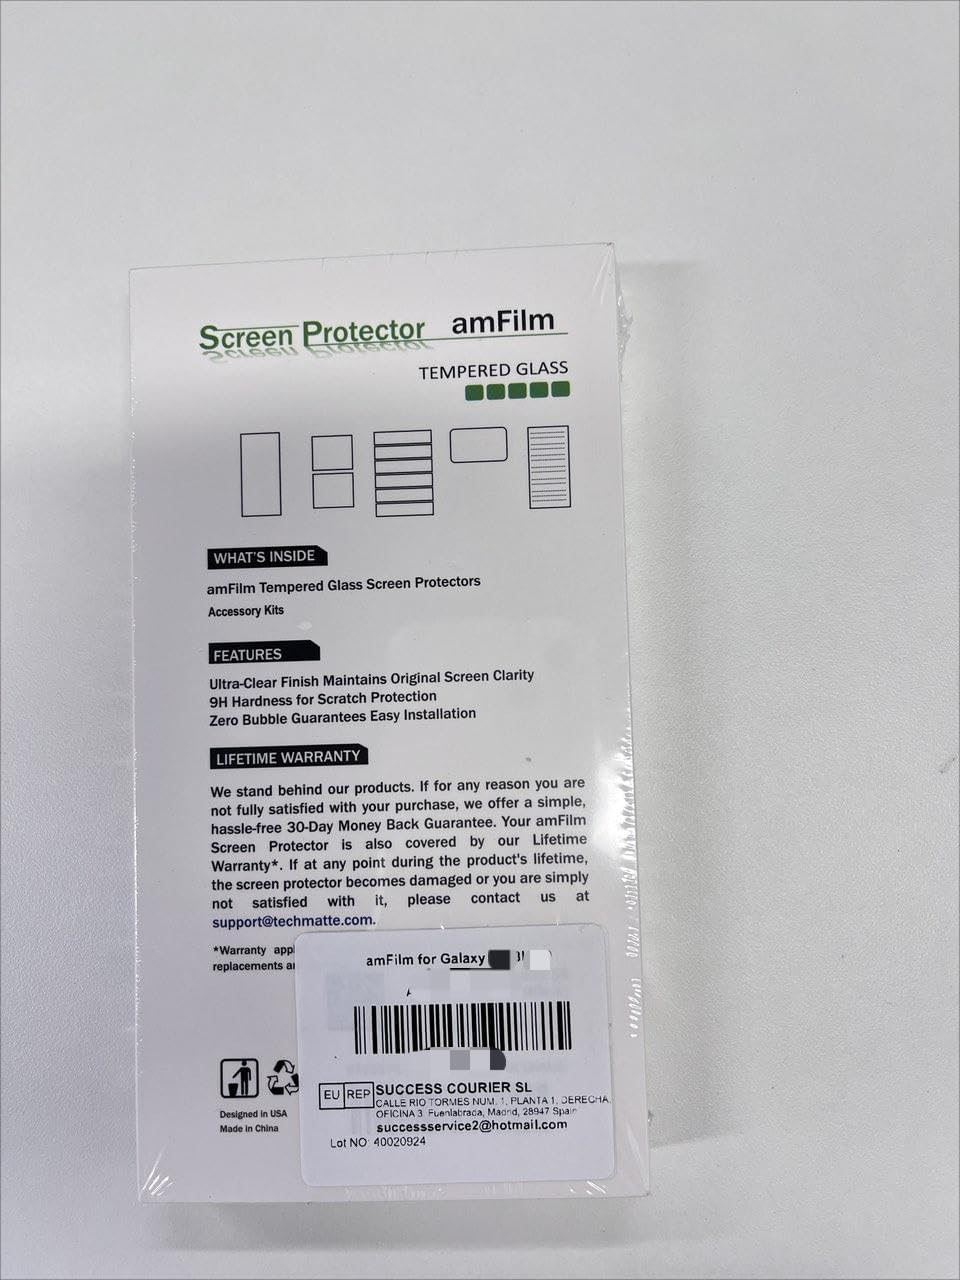 Screen Protector amFilm
TEMPERED GLASS
WHAT'S INSIDE
amFilm Tempered Glass Screen Protectors
Accessory Kits
FEATURES
Ultra-Clear Finish Maintains Original Screen Clarity
9H Hardness for Scratch Protection
Zero Bubble Guarantees Easy Installation
LIFETIME WARRANTY
We stand behind our products. If for any reason you are
not fully satisfied with your purchase, we offer a simple,
hassle-free 30-Day Money Back Guarantee. Your amFilm
Screen Protector is also covered by our Lifetime
Warranty*. If at any point during the product's lifetime,
the screen protector becomes damaged or you are simply
not satisfied with it, please contact us at
support@techmatte.com.
*Warranty
replacements
amFilm for Galaxy
EU REP SUCCESS COURIER SL
CALLE RIO TORMES NUM. 1, PLANTA 1, DERECHA,
OFICINA 3, Fuenlabrada, Madrid, 28947 Spain
successservice2@hotmail.com
Lot NO: 40020924
Designed in USA
Made in China